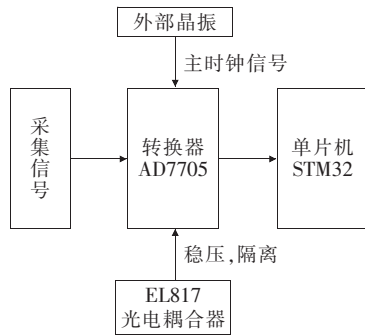 外部晶振
主时钟信号
采集信号
转换器
AD7705
单片机
STM32
稳压,隔离
EL817
光电耦合器